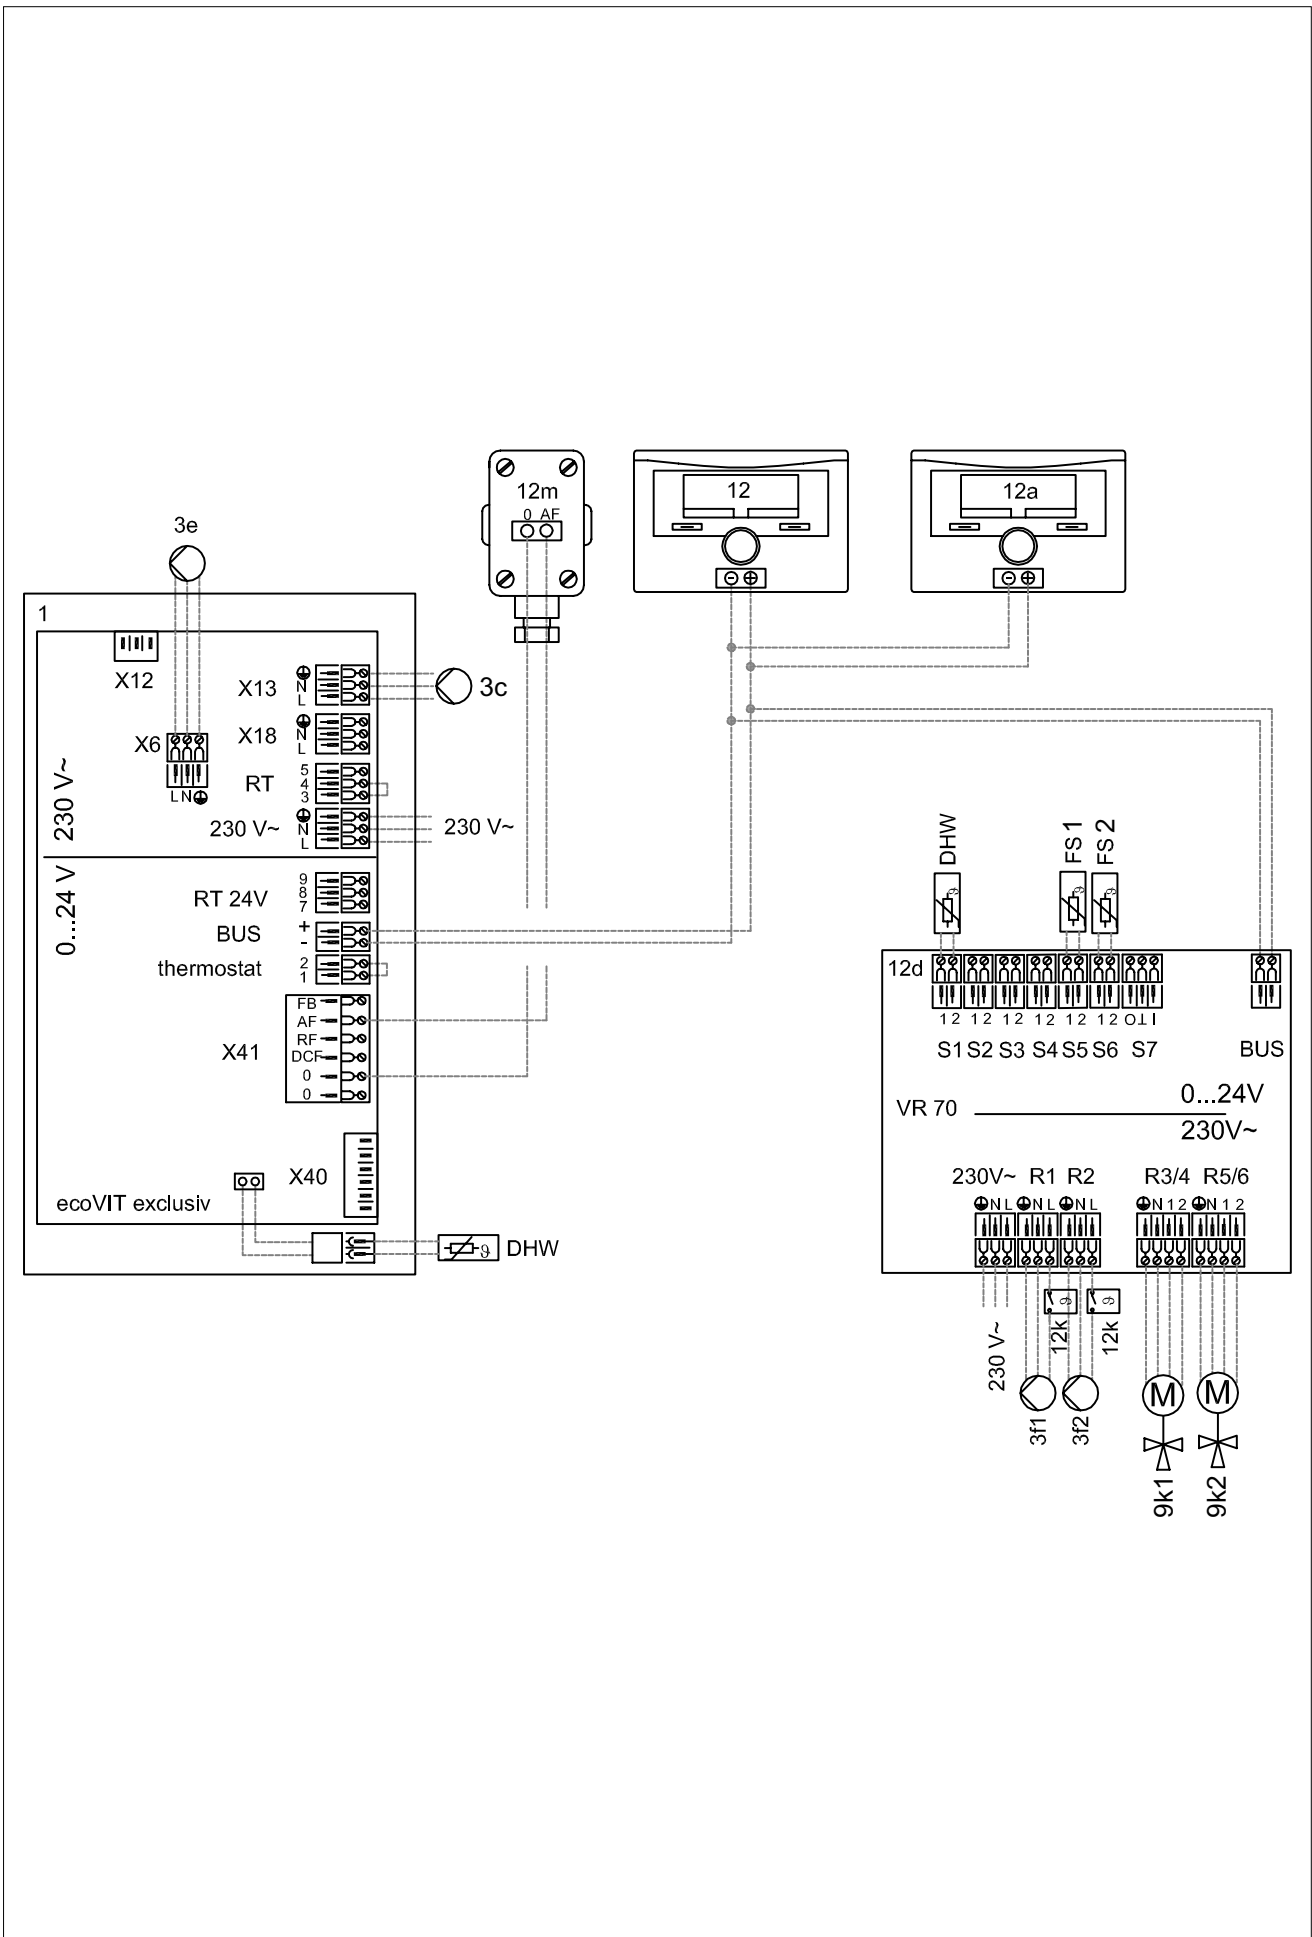 12m
0 AF
12
- +
12a
- +
3e
1
X12
X13
N
L
3c
X6
L N
X18
N
L
230 V~
RT
5
4
3
230 V~
N
L
230 V~
0...24 V
RT 24V
9
8
7
BUS
+
-
thermostat
2
1
X41
FB
AF
RF
DCF
0
0
X40
ecoVIT exclusiv
ϑ
DHW
DHW
FS 1
FS 2
ϑ
ϑ
ϑ
12d
1 2 1 2 1 2 1 2 1 2 1 2 O⊥I
S1 S2 S3 S4 S5 S6 S7
BUS
VR 70
0...24V
230V~
230V~ R1 R2 R3/4 R5/6
N L N L N L N 1 2 N 1 2
ϑ
ϑ
12k
12k
230 V~
3f1
3f2
M
M
9k1
9k2